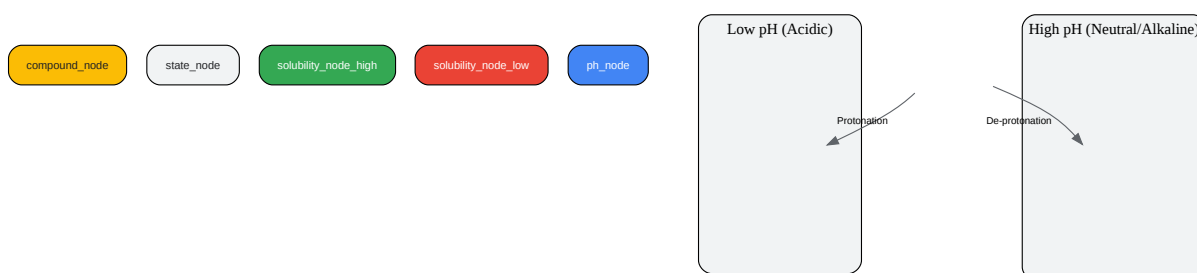 Low pH (Acidic)
High pH (Neutral/Alkaline)
compound_node
state_node
solubility_node_high
solubility_node_low
ph_node
Protonation
De-protonation